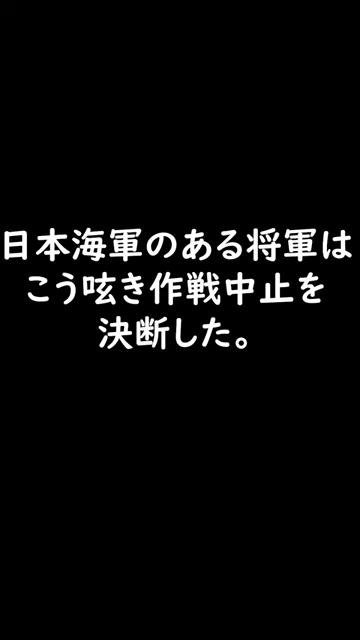 日本海軍のある将軍は
こう呟き作戦中止を
決断した。